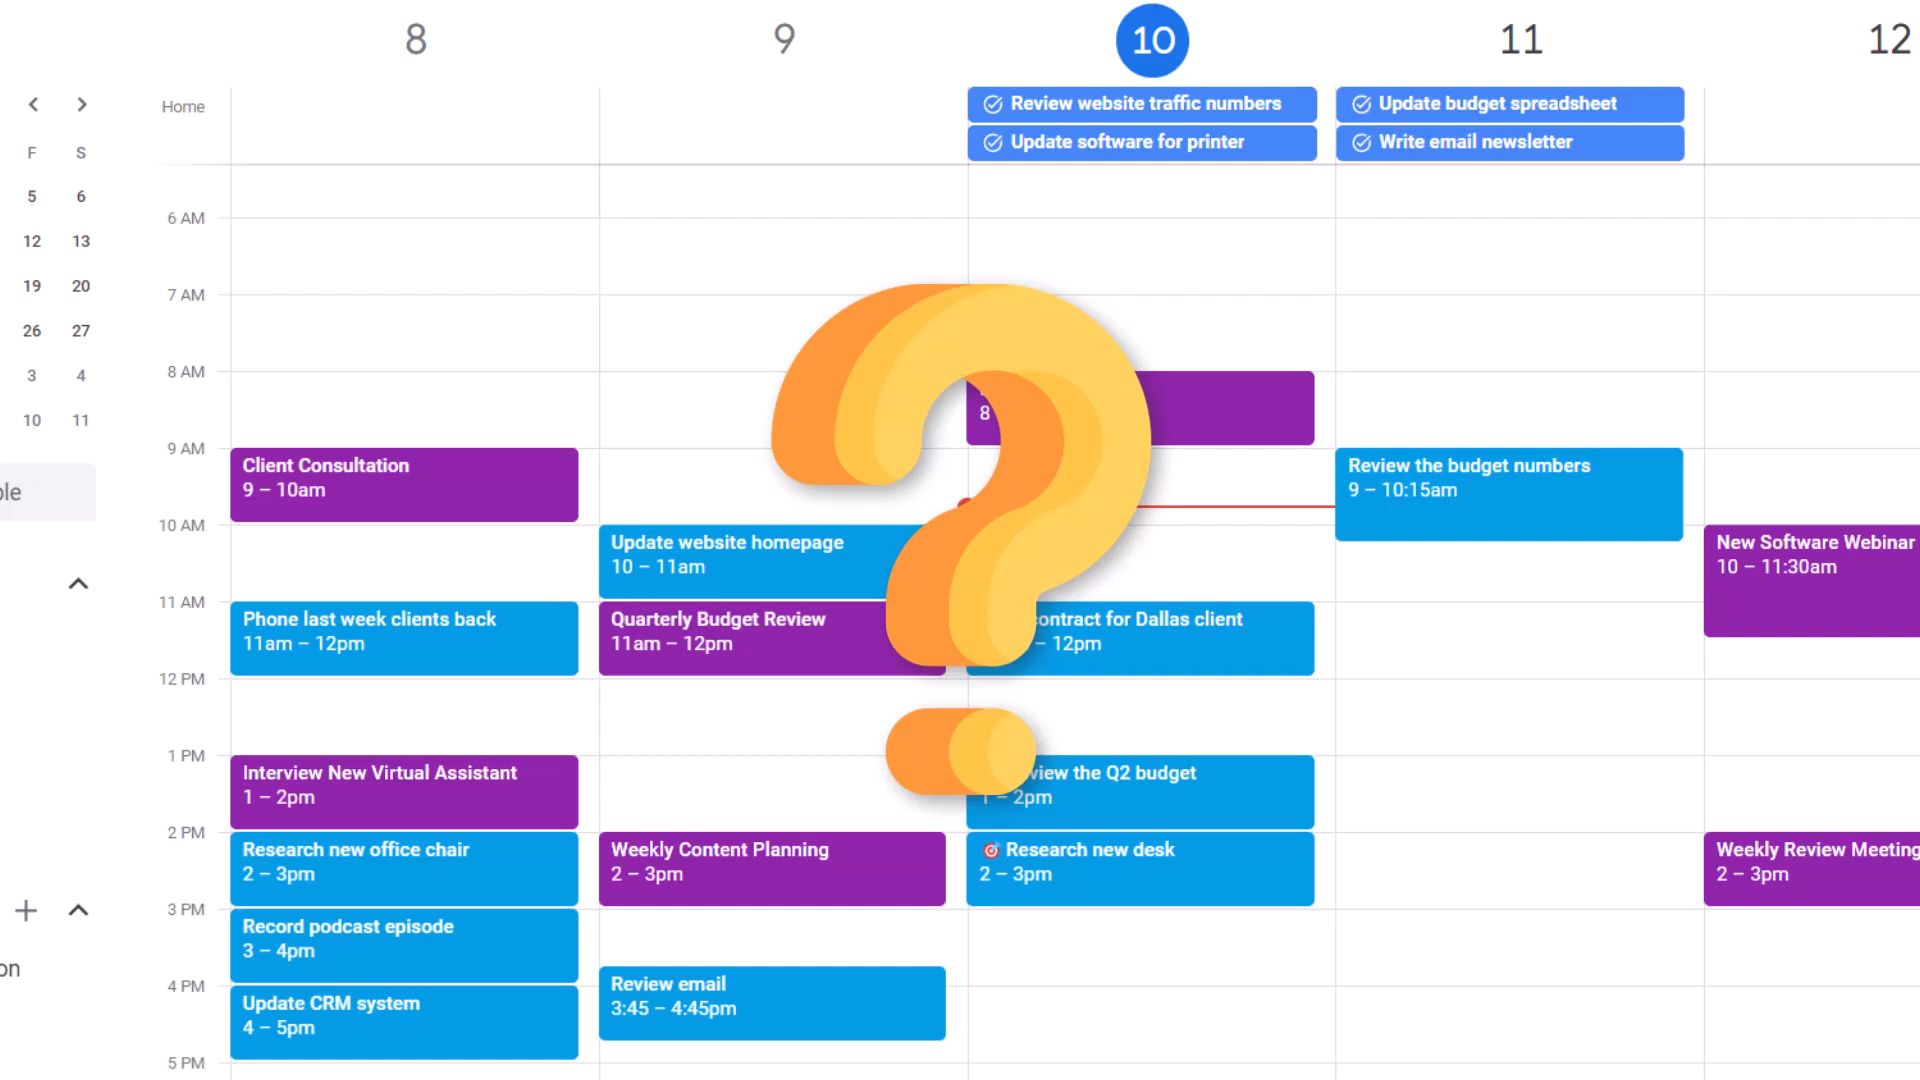 8
9
10
11
12
Home
Review website traffic numbers
Update software for printer
Update budget spreadsheet
Write email newsletter
F S
5 6
12 13
19 20
26 27
3 4
10 11
6 AM
7 AM
8 AM
9 AM
10 AM
11 AM
12 PM
1 PM
2 PM
3 PM
4 PM
5 PM
Client Consultation
9 – 10am
Phone last week clients back
11am – 12pm
Interview New Virtual Assistant
1 – 2pm
Research new office chair
2 – 3pm
Record podcast episode
3 – 4pm
Update CRM system
4 – 5pm
Update website homepage
10 – 11am
Quarterly Budget Review
11am – 12pm
Weekly Content Planning
2 – 3pm
Review email
3:45 – 4:45pm
8
contract for Dallas client
– 12pm
view the Q2 budget
1 – 2pm
Research new desk
2 – 3pm
Review the budget numbers
9 – 10:15am
New Software Webinar
10 – 11:30am
Weekly Review Meeting
2 – 3pm
?